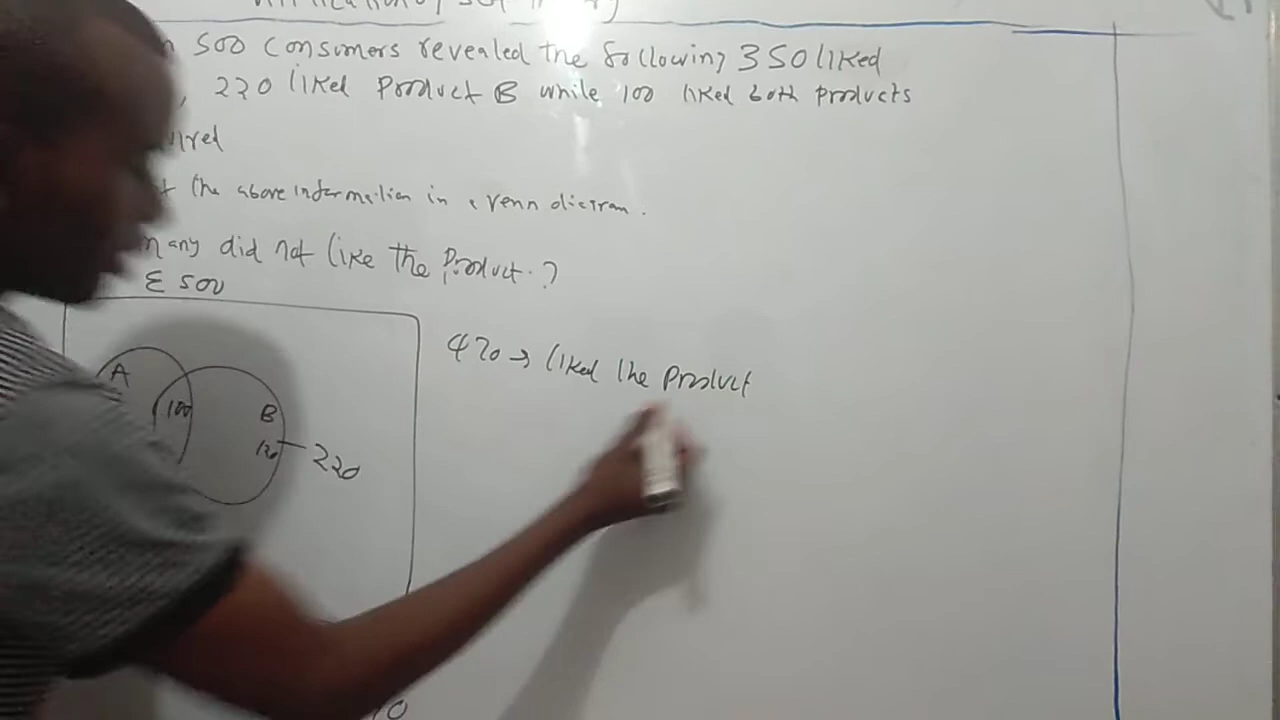 500 consumers revealed the following 350 liked
, 220 liked Product B while 100 liked both products
the above information in a venn diagram.
many did not like the Product ?
Ɛ 500
420 → liked the product
A
100
B
120
220